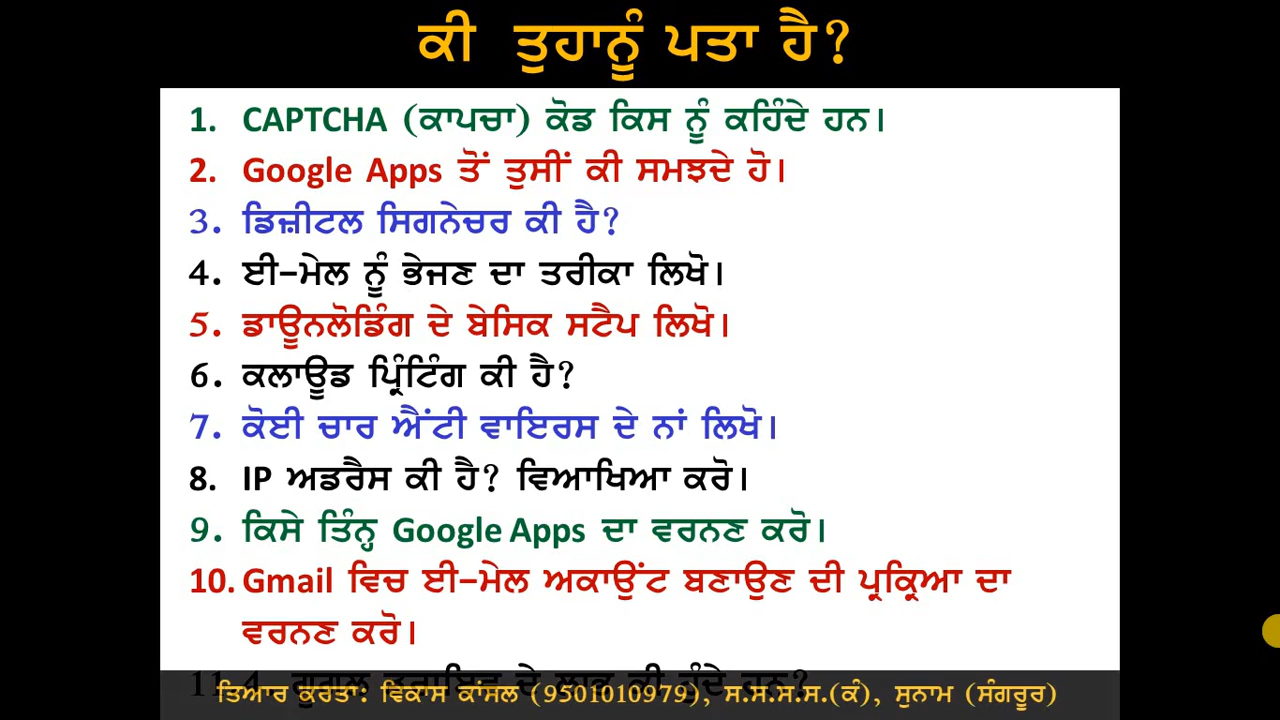 ਕੀ ਤੁਹਾਨੂੰ ਪਤਾ ਹੈ?
1. CAPTCHA (ਕਾਪਚਾ) ਕੋਡ ਕਿਸ ਨੂੰ ਕਹਿੰਦੇ ਹਨ।
2. Google Apps ਤੋਂ ਤੁਸੀਂ ਕੀ ਸਮਝਦੇ ਹੋ।
3. ਡਿਜ਼ੀਟਲ ਸਿਗਨੇਚਰ ਕੀ ਹੈ?
4. ਈ-ਮੇਲ ਨੂੰ ਭੇਜਣ ਦਾ ਤਰੀਕਾ ਲਿਖੋ।
5. ਡਾਊਨਲੋਡਿੰਗ ਦੇ ਬੇਸਿਕ ਸਟੈਪ ਲਿਖੋ।
6. ਕਲਾਊਡ ਪ੍ਰਿੰਟਿੰਗ ਕੀ ਹੈ?
7. ਕੋਈ ਚਾਰ ਐਂਟੀ ਵਾਇਰਸ ਦੇ ਨਾਂ ਲਿਖੋ।
8. IP ਅਡਰੈਸ ਕੀ ਹੈ? ਵਿਆਖਿਆ ਕਰੋ।
9. ਕਿਸੇ ਤਿੰਨ੍ਹ Google Apps ਦਾ ਵਰਨਣ ਕਰੋ।
10. Gmail ਵਿਚ ਈ-ਮੇਲ ਅਕਾਉਂਟ ਬਣਾਉਣ ਦੀ ਪ੍ਰਕ੍ਰਿਆ ਦਾ
ਵਰਨਣ ਕਰੋ।
ਤਿਆਰ ਕਰਤਾ: ਵਿਕਾਸ ਕਾਂਸਲ (9501010979), ਸ.ਸ.ਸ.ਸ.(ਕੰ), ਸੁਨਾਮ (ਸੰਗਰੂਰ)